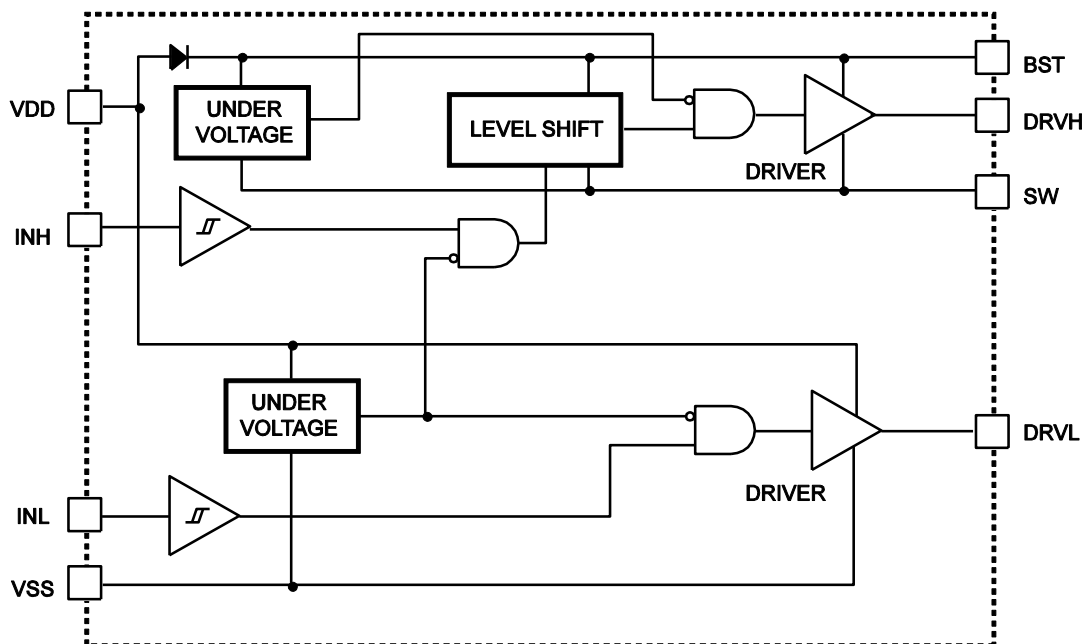 BST
VDD
UNDER
VOLTAGE
LEVEL SHIFT
DRVH
DRIVER
SW
INH
UNDER
VOLTAGE
DRVL
DRIVER
INL
VSS